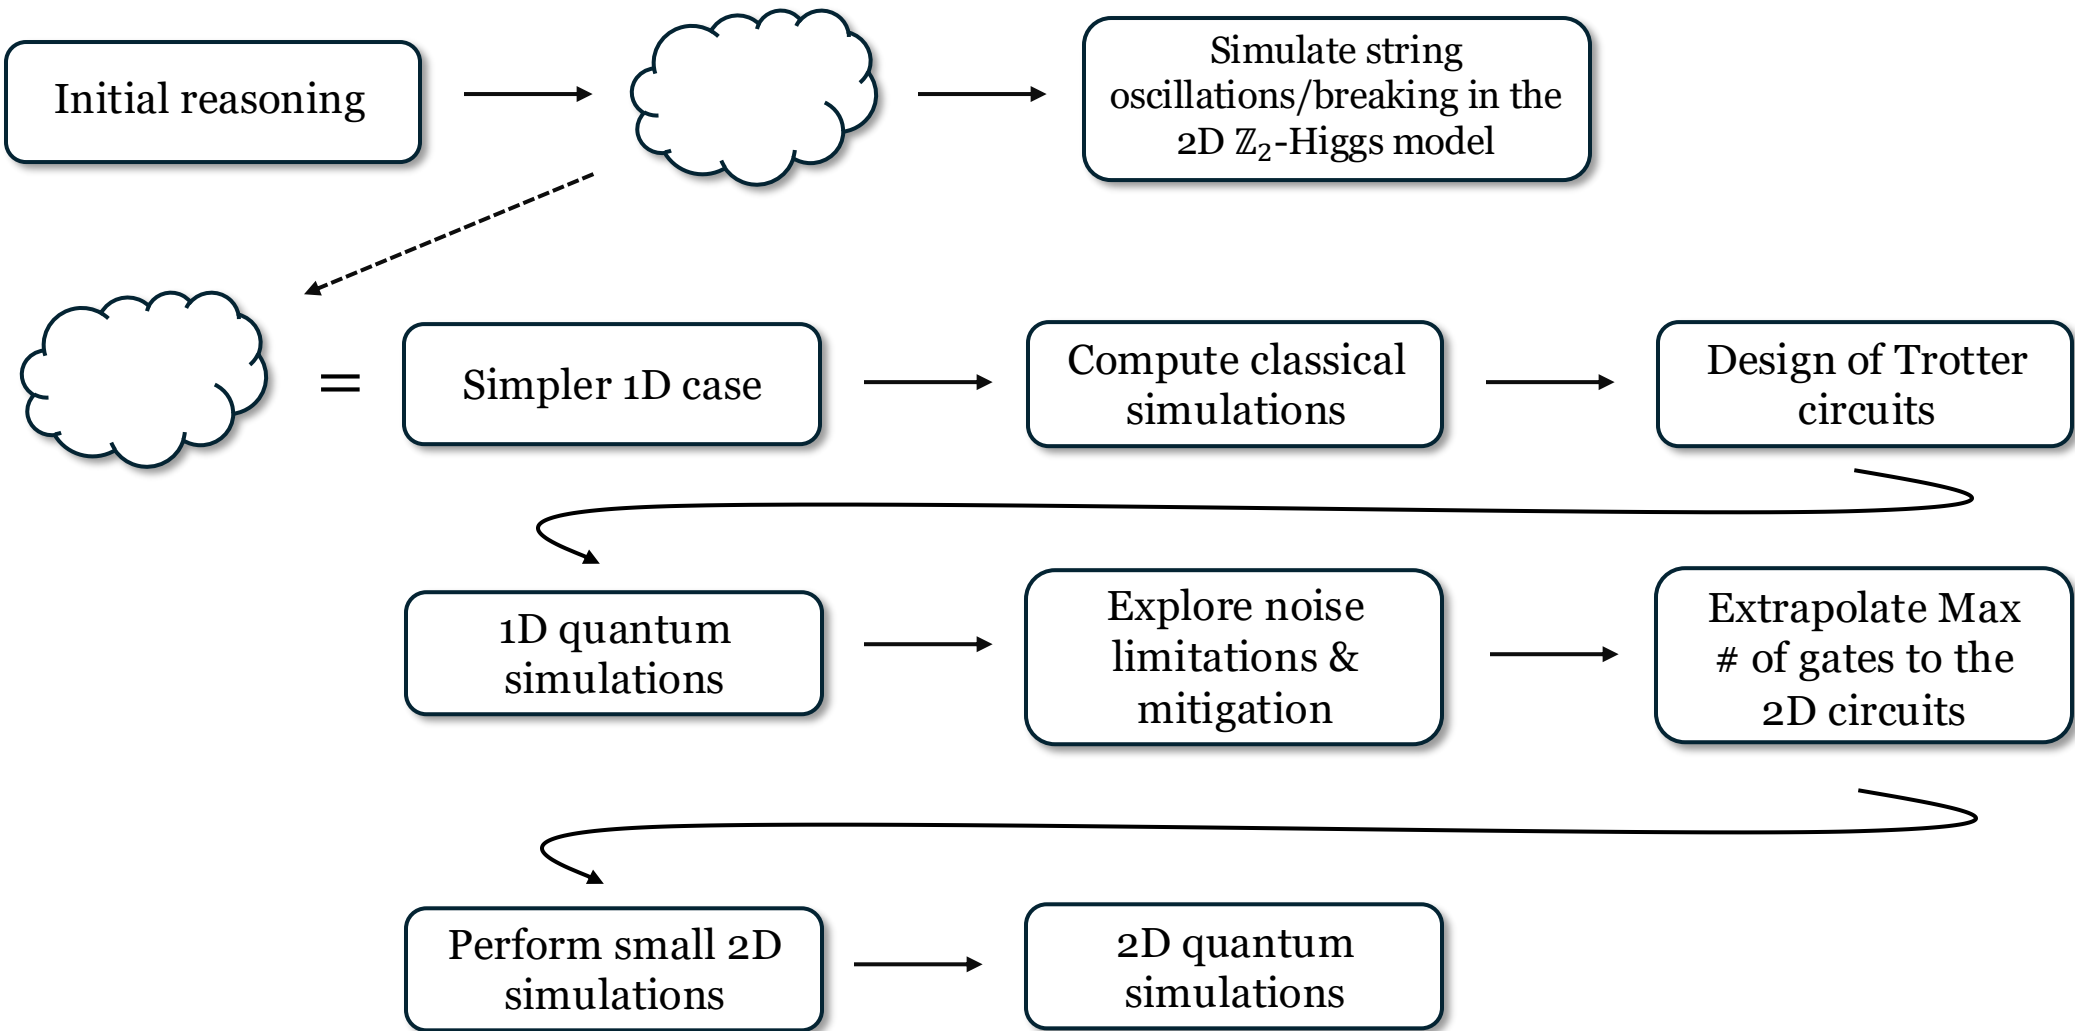 Initial reasoning
Simulate string
oscillations/breaking in the
2D ℤ₂-Higgs model
=
Simpler 1D case
Compute classical
simulations
Design of Trotter
circuits
1D quantum
simulations
Explore noise
limitations &
mitigation
Extrapolate Max
# of gates to the
2D circuits
Perform small 2D
simulations
2D quantum
simulations